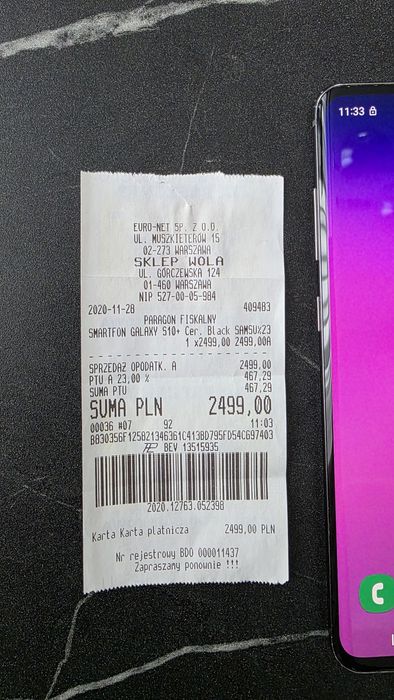 EURO-NET SP. Z O.O.
UL. MUSZKIETERÓW 15
02-273 WARSZAWA
SKLEP WOLA
UL. GÓRCZEWSKA 124
01-460 WARSZAWA
NIP 527-00-05-984
2020-11-28 409483
PARAGON FISKALNY
SMARTFON GALAXY S10+ Cer. Black SAMSU%23
1 x2499,00 2499,00A
SPRZEDAŻ OPODATK. A 2499,00
PTU A 23,00 % 467,29
SUMA PTU 467,29
SUMA PLN 2499,00
00036 #07 92 11:03
B830356F125B21346361C413BD795FD54C697403
BEV 13515935
2020.12763.052398
Karta Karta płatnicza 2499,00 PLN
Nr rejestrowy BDO 000011437
Zapraszamy ponownie !!!
11:33